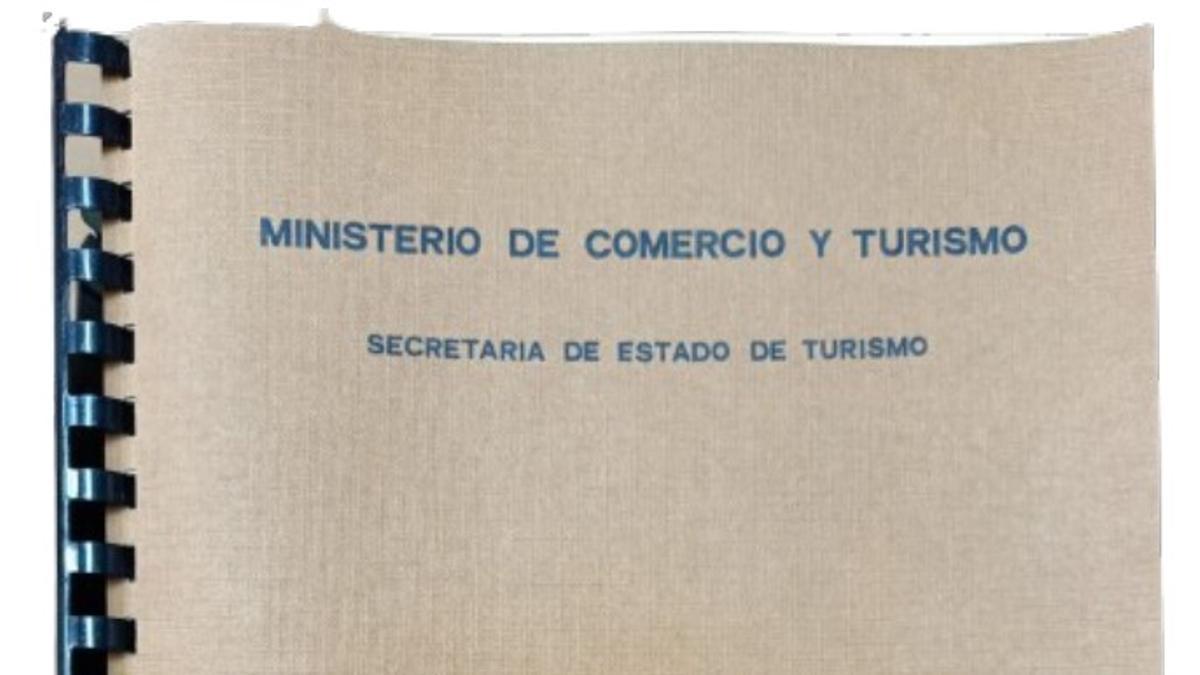 MINISTERIO DE COMERCIO Y TURISMO
SECRETARIA DE ESTADO DE TURISMO